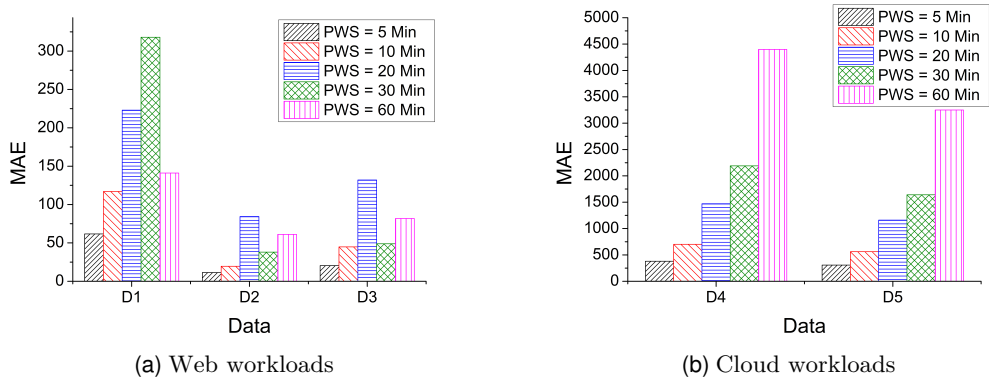 MAE
300
250
200
150
100
50
0
PWS = 5 Min
PWS = 10 Min
PWS = 20 Min
PWS = 30 Min
PWS = 60 Min
D1 D2 D3
Data
(a) Web workloads
MAE
5000
4500
4000
3500
3000
2500
2000
1500
1000
500
0
PWS = 5 Min
PWS = 10 Min
PWS = 20 Min
PWS = 30 Min
PWS = 60 Min
D4 D5
Data
(b) Cloud workloads